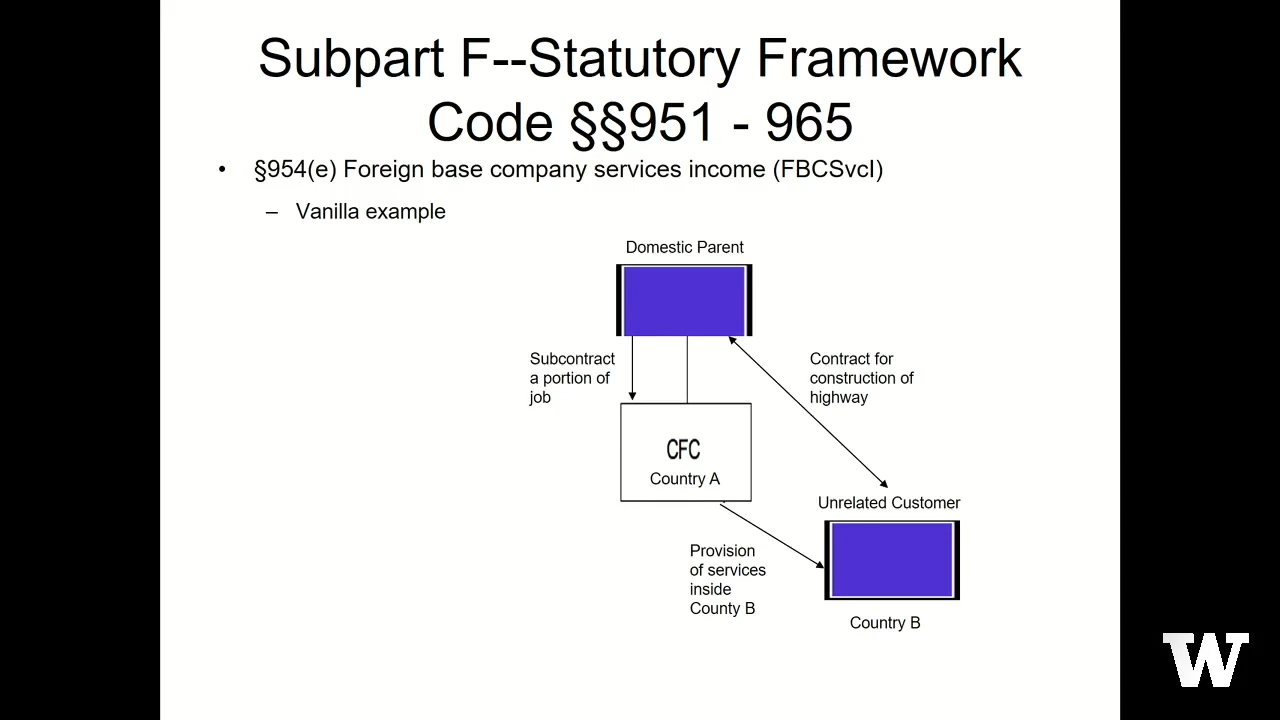 Subpart F--Statutory Framework
Code §§951 - 965
• §954(e) Foreign base company services income (FBCSvcI)
– Vanilla example
Domestic Parent
Subcontract
a portion of
job
Contract for
construction of
highway
CFC
Country A
Unrelated Customer
Provision
of services
inside
County B
Country B
W